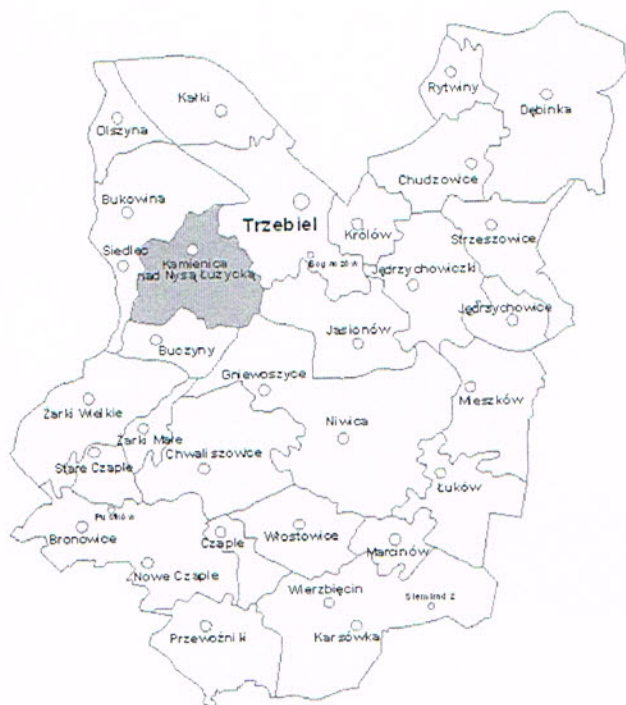 Rytwiny
Dębinka
Kałki
Olszyna
Chudzowice
Bukowina
Trzebiel
Królów
Strzeszowice
Siedlec
Kamienica
nad Nysą Łużycką
Jędrzychowiczki
Jędrzychowice
Jasionów
Buczyny
Gniewoszyce
Mieszków
Żarki Wielkie
Niwica
Żarki Małe
Chwaliszowice
Stare Czaple
Łuków
Bronowice
Czaple
Włostowice
Marcinów
Nowe Czaple
Wierzbięcin
Przewoźniki
Karsówka